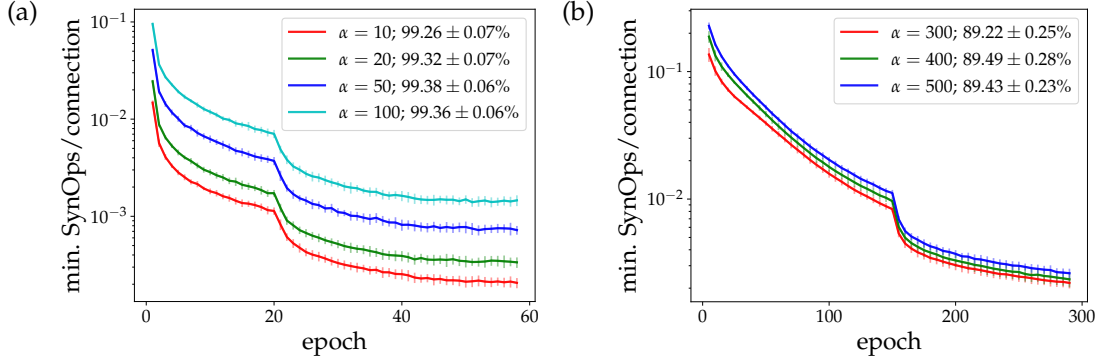 (a)
min. SynOps/connection
10⁻¹
10⁻²
10⁻³
α = 10; 99.26 ± 0.07%
α = 20; 99.32 ± 0.07%
α = 50; 99.38 ± 0.06%
α = 100; 99.36 ± 0.06%
0 20 40 60
epoch
(b)
min. SynOps/connection
10⁻¹
10⁻²
α = 300; 89.22 ± 0.25%
α = 400; 89.49 ± 0.28%
α = 500; 89.43 ± 0.23%
0 100 200 300
epoch